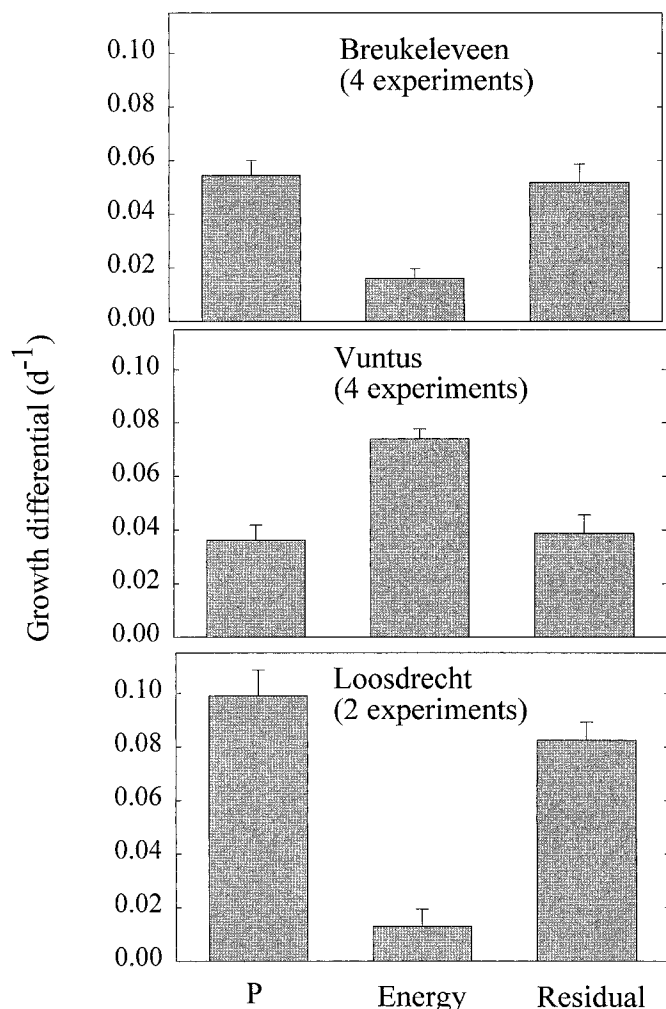 Growth differential (d⁻¹)
0.10
0.08
0.06
0.04
0.02
0.00
Breukeleveen
(4 experiments)
0.10
0.08
0.06
0.04
0.02
0.00
Vuntus
(4 experiments)
0.10
0.08
0.06
0.04
0.02
0.00
Loosdrecht
(2 experiments)
P Energy Residual